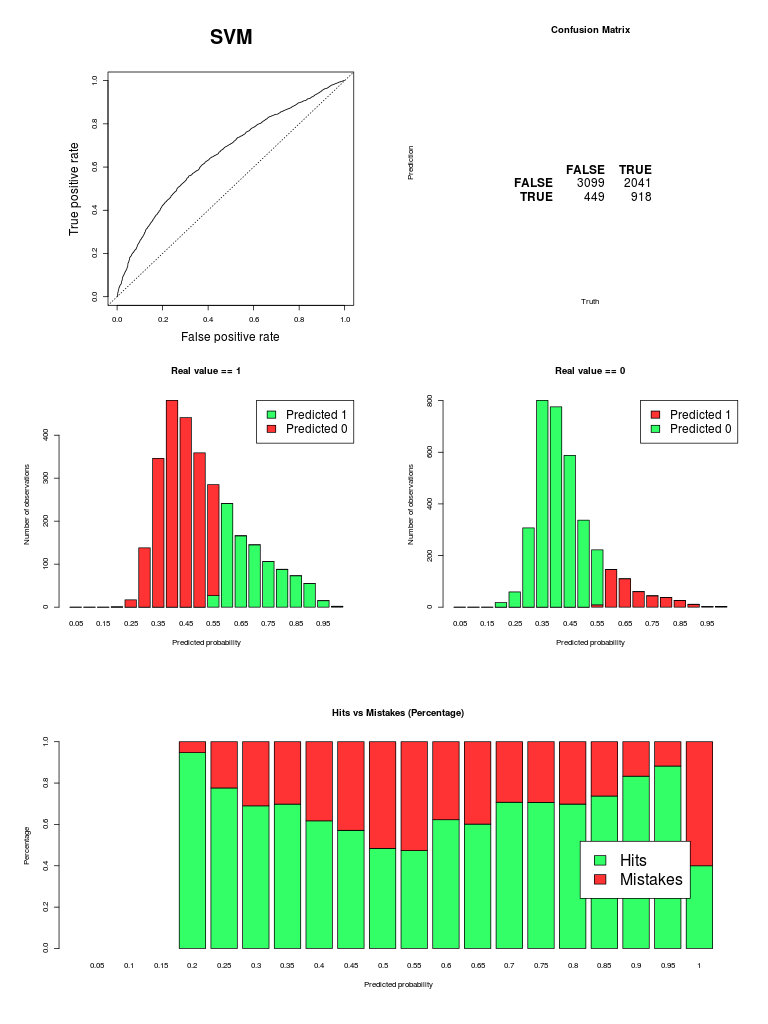 SVM
1.0
0.8
0.6
0.4
0.2
0.0
True positive rate
0.0 0.2 0.4 0.6 0.8 1.0
False positive rate
Confusion Matrix
Prediction
FALSE TRUE
FALSE 3099 2041
TRUE 449 918
Truth
Real value == 1
Predicted 1
Predicted 0
400
300
200
100
0
Number of observations
0.05 0.15 0.25 0.35 0.45 0.55 0.65 0.75 0.85 0.95
Predicted probability
Real value == 0
Predicted 1
Predicted 0
800
600
400
200
0
Number of observations
0.05 0.15 0.25 0.35 0.45 0.55 0.65 0.75 0.85 0.95
Predicted probability
Hits vs Mistakes (Percentage)
1.0
0.8
0.6
0.4
0.2
0.0
Percentage
Hits
Mistakes
0.05 0.1 0.15 0.2 0.25 0.3 0.35 0.4 0.45 0.5 0.55 0.6 0.65 0.7 0.75 0.8 0.85 0.9 0.95 1
Predicted probability